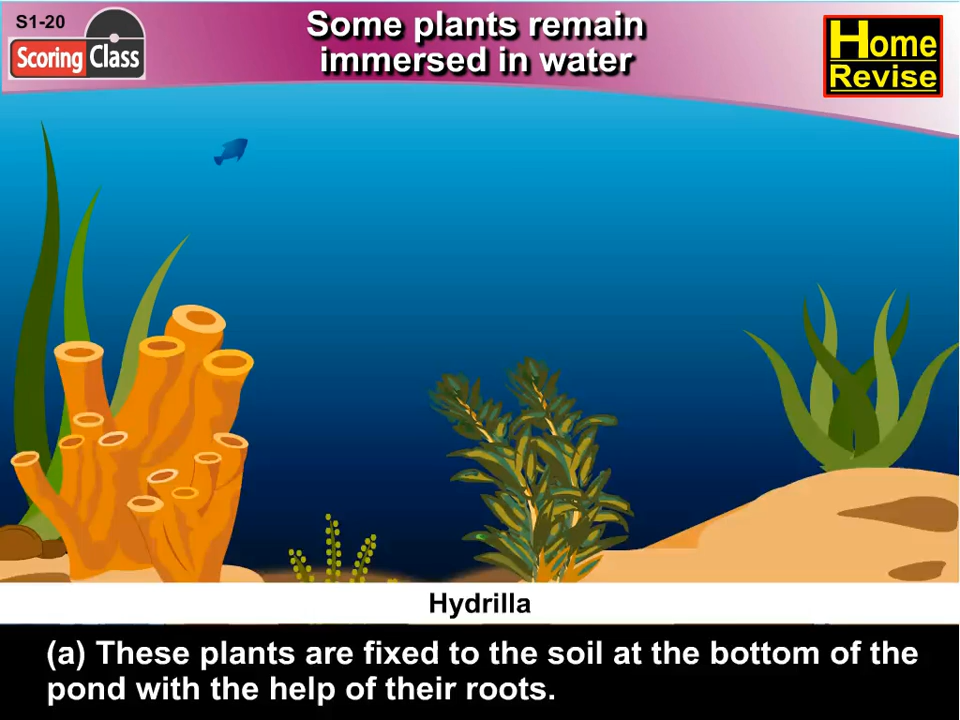 S1-20
Scoring Class
Some plants remain
immersed in water
Home
Revise
Hydrilla
(a) These plants are fixed to the soil at the bottom of the
pond with the help of their roots.